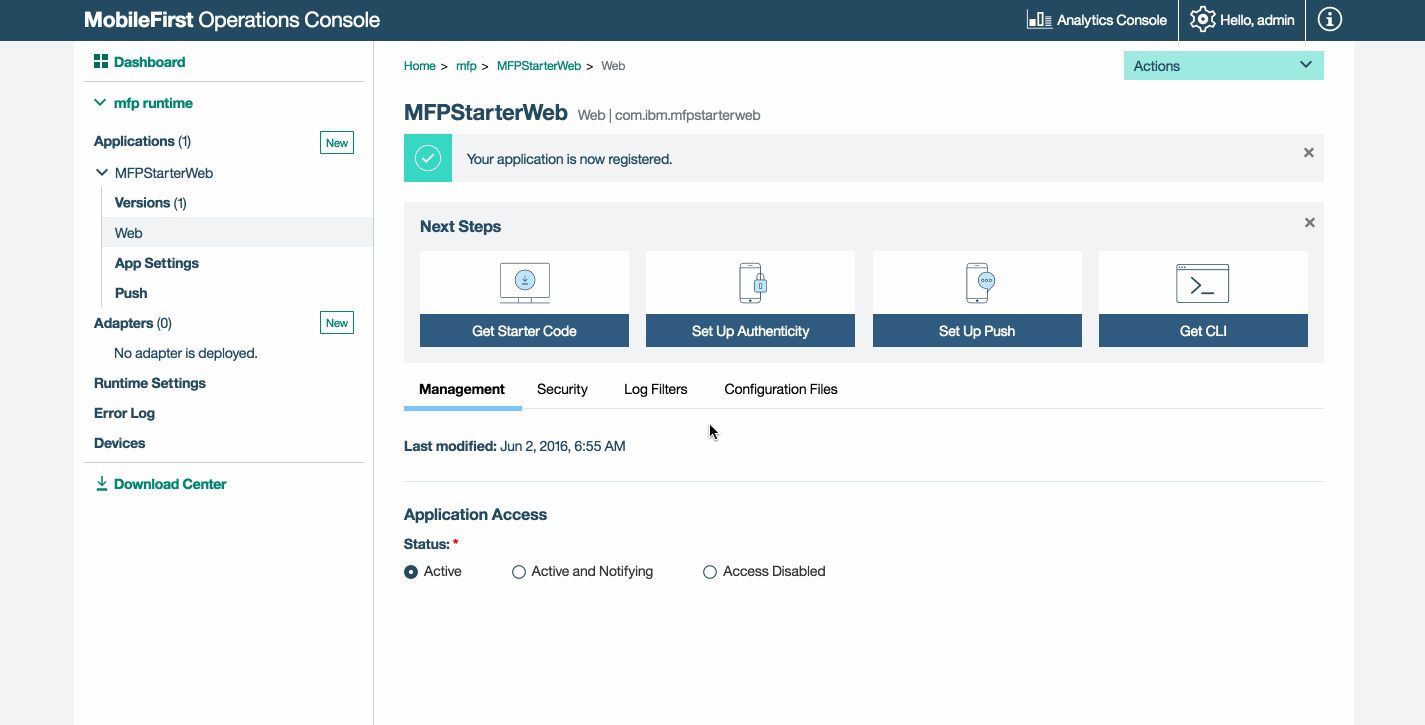 MobileFirst Operations Console
Analytics Console
Hello, admin
Dashboard
mfp runtime
Applications (1)
New
MFPStarterWeb
Versions (1)
Web
App Settings
Push
Adapters (0)
New
No adapter is deployed.
Runtime Settings
Error Log
Devices
Download Center
Home > mfp > MFPStarterWeb > Web
Actions
MFPStarterWeb Web | com.ibm.mfpstarterweb
Your application is now registered.
Next Steps
Get Starter Code
Set Up Authenticity
Set Up Push
Get CLI
Management
Security
Log Filters
Configuration Files
Last modified: Jun 2, 2016, 6:55 AM
Application Access
Status: *
Active
Active and Notifying
Access Disabled